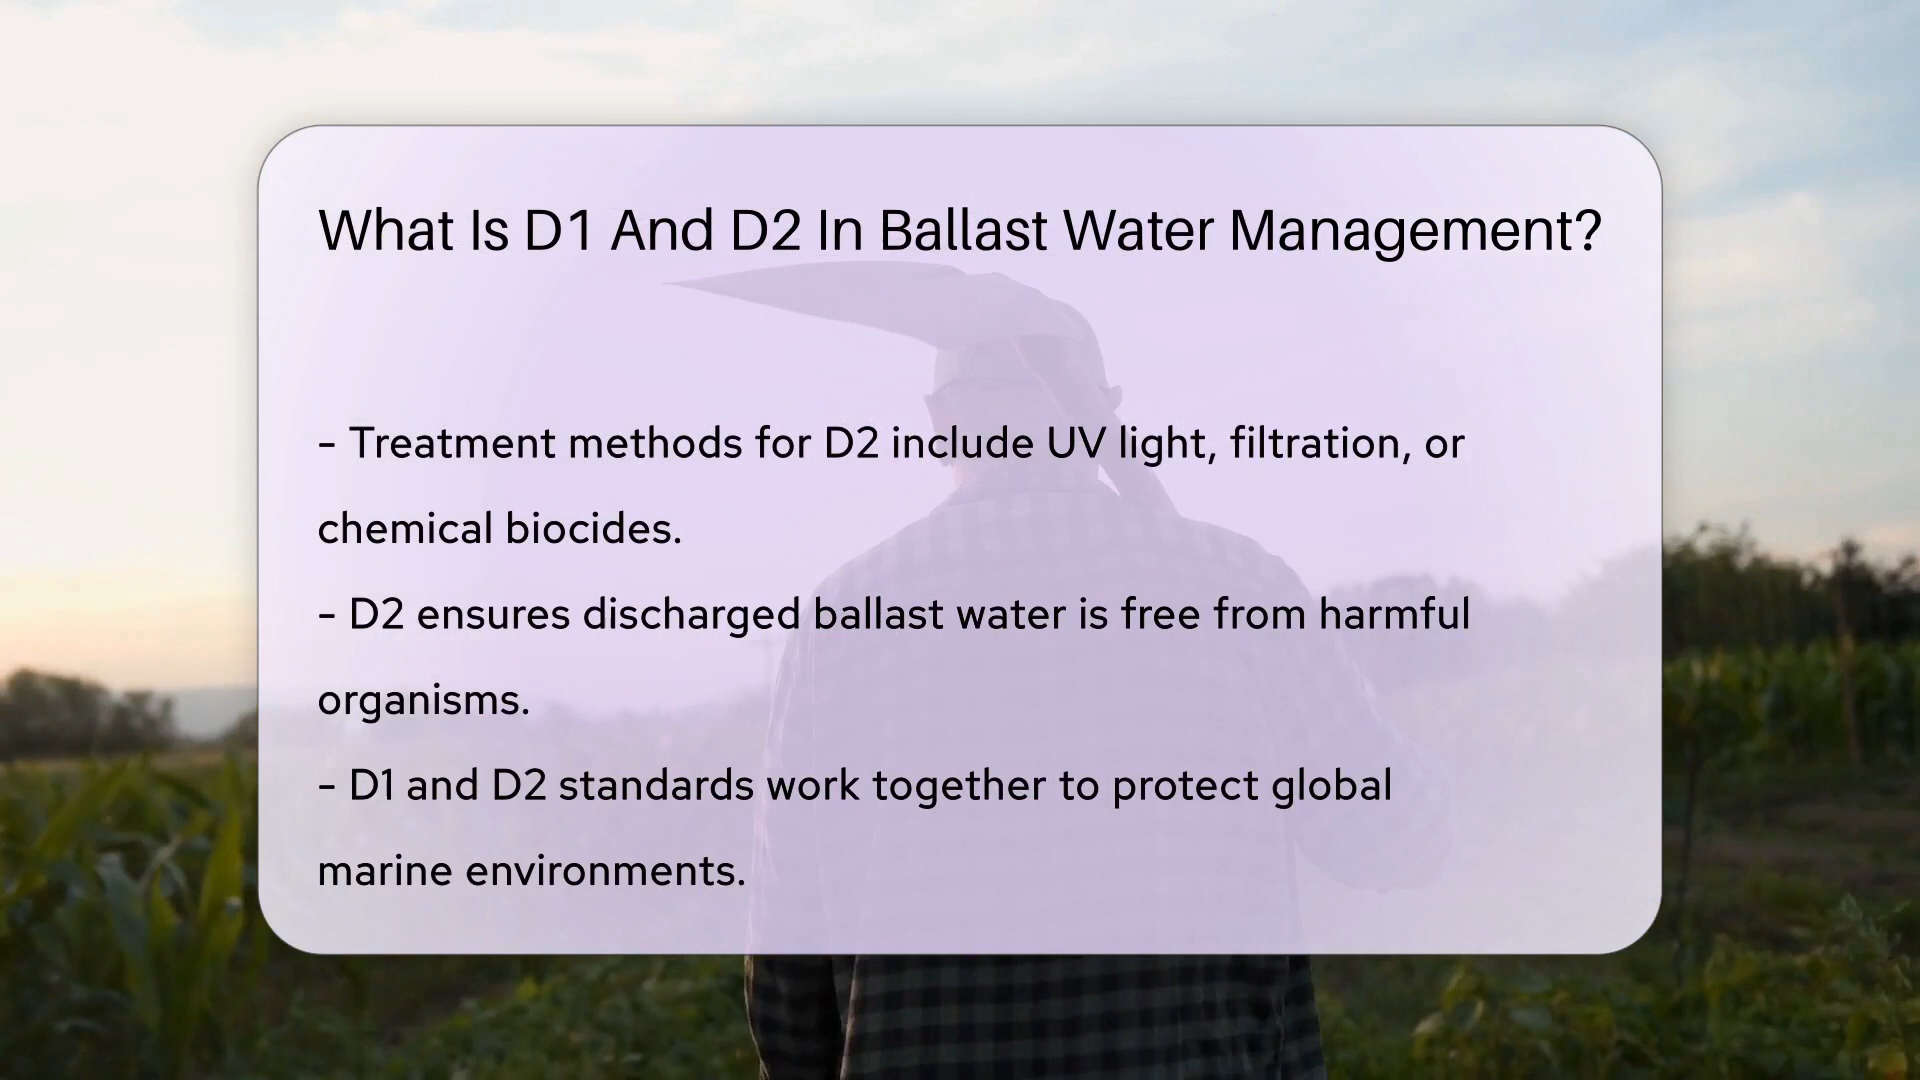 What Is D1 And D2 In Ballast Water Management?
- Treatment methods for D2 include UV light, filtration, or
chemical biocides.
- D2 ensures discharged ballast water is free from harmful
organisms.
- D1 and D2 standards work together to protect global
marine environments.